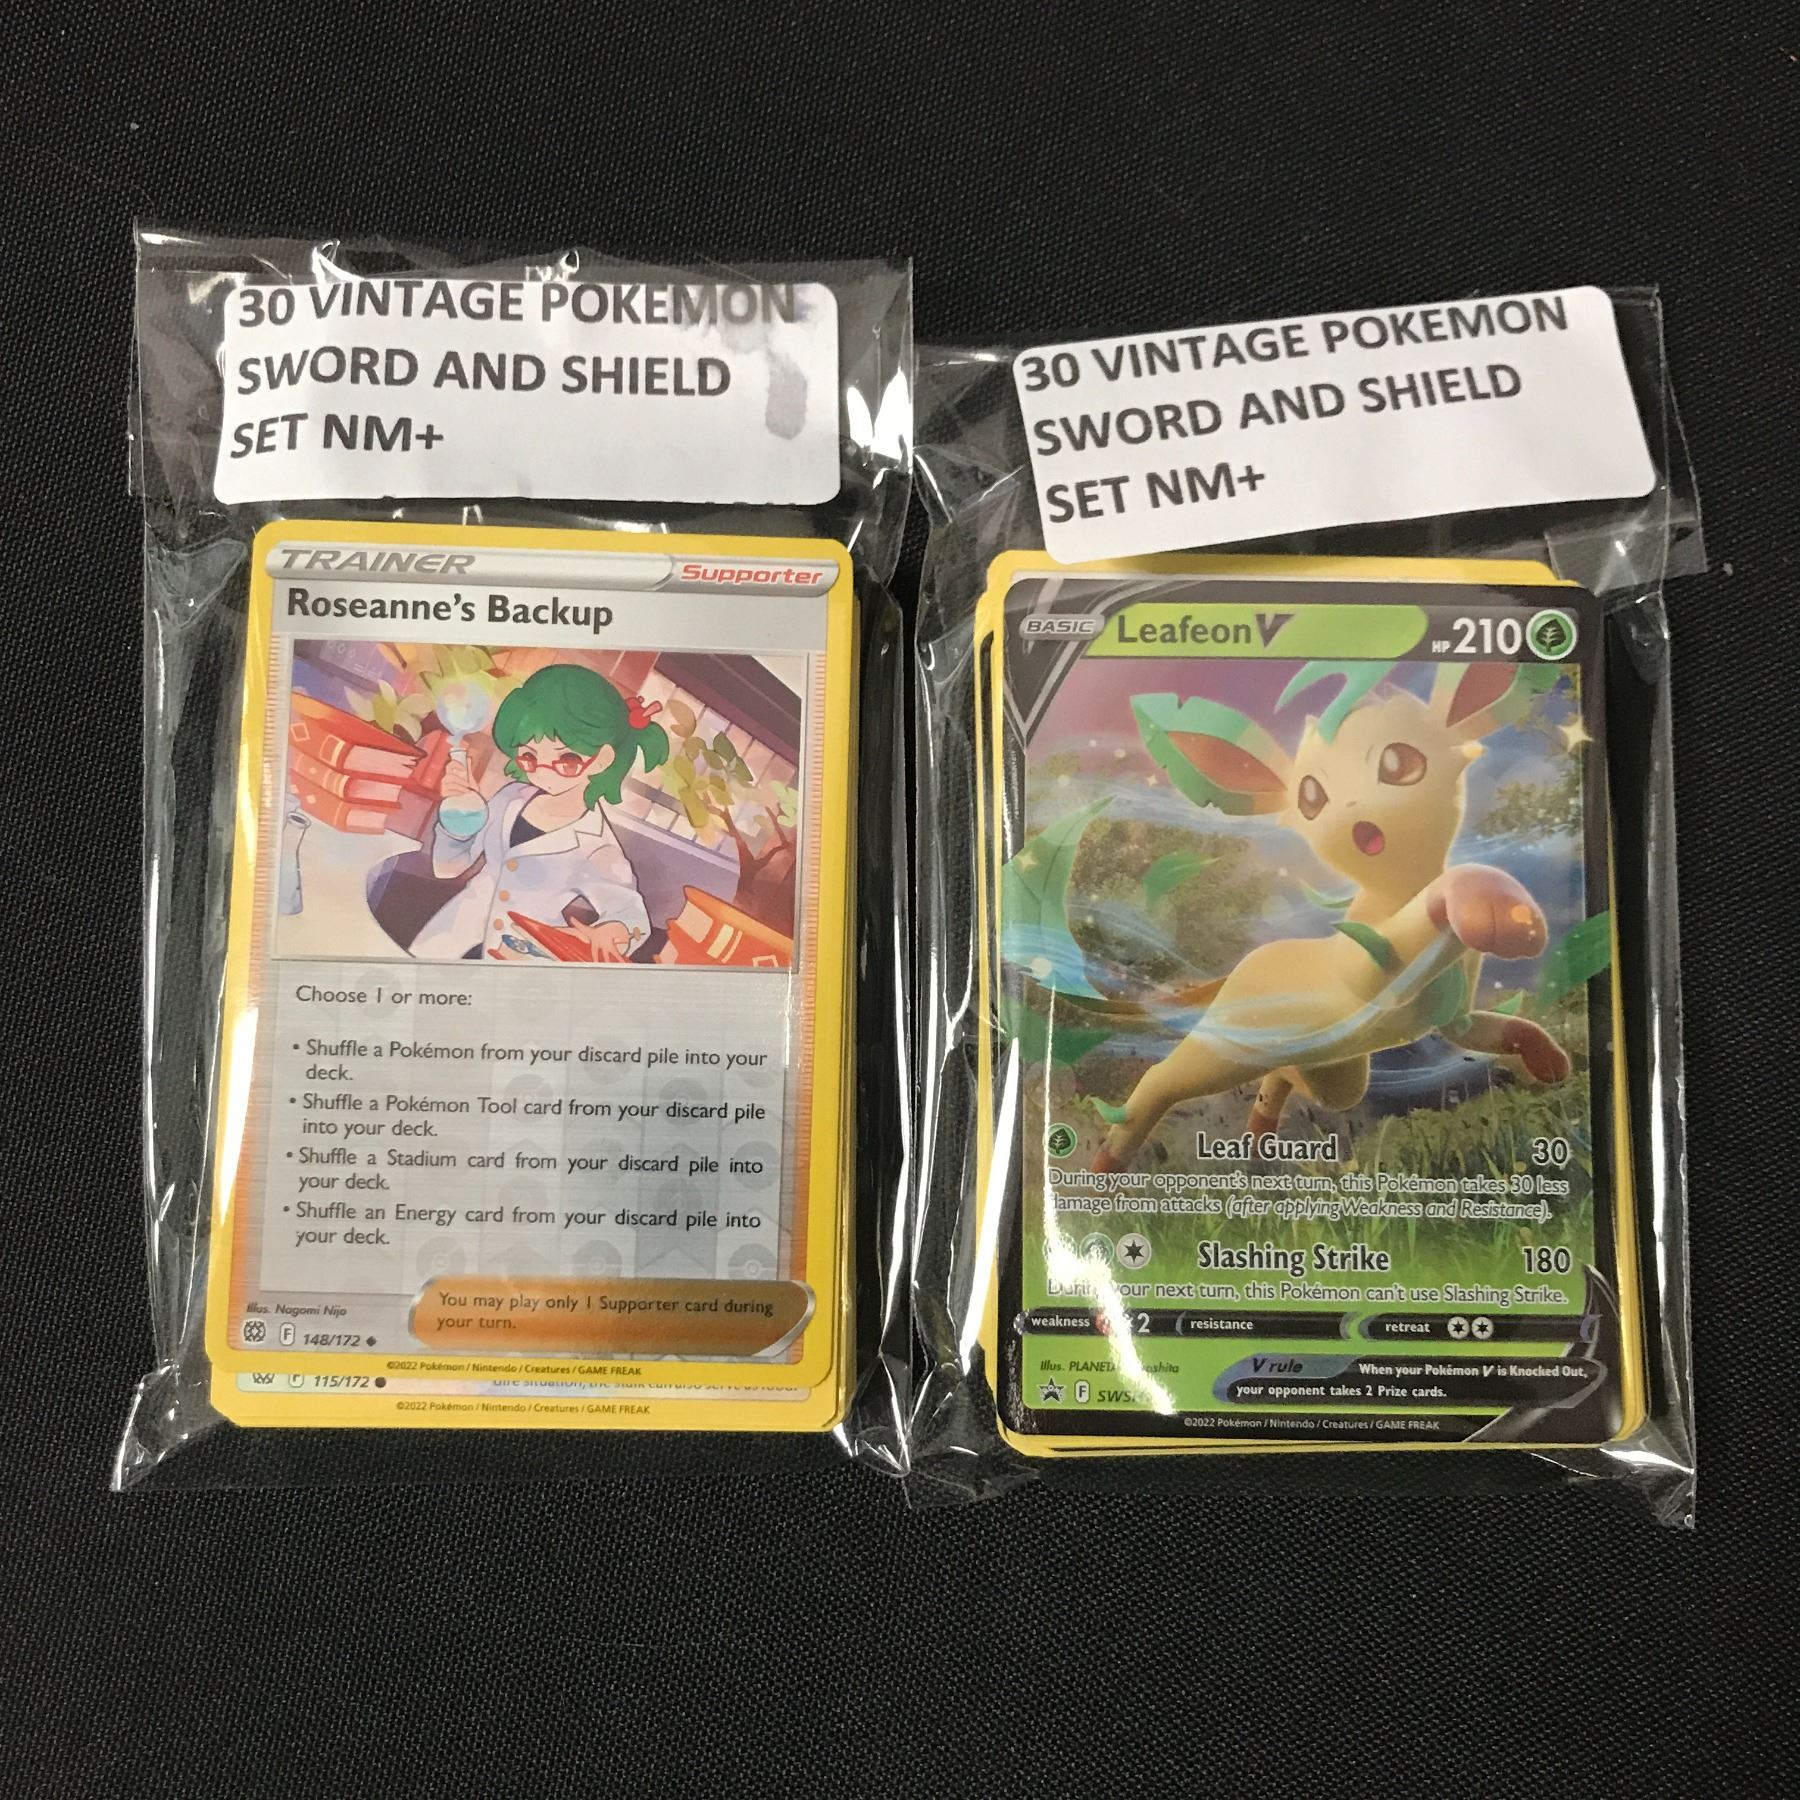 30 VINTAGE POKEMON
SWORD AND SHIELD
SET NM+
TRAINER
Supporter
Roseanne's Backup
Choose 1 or more:
• Shuffle a Pokémon from your discard pile into your
deck.
• Shuffle a Pokémon Tool card from your discard pile
into your deck.
• Shuffle a Stadium card from your discard pile into
your deck.
• Shuffle an Energy card from your discard pile into
your deck.
You may play only 1 Supporter card during
your turn.
Illus. Nagomi Nijo
F 148/172
©2022 Pokémon / Nintendo / Creatures / GAME FREAK
F 115/172
©2022 Pokémon / Nintendo / Creatures / GAME FREAK
30 VINTAGE POKEMON
SWORD AND SHIELD
SET NM+
BASIC Leafeon V HP 210
Leaf Guard 30
During your opponent's next turn, this Pokémon takes 30 less
damage from attacks (after applying Weakness and Resistance).
Slashing Strike 180
During your next turn, this Pokémon can't use Slashing Strike.
weakness 2 resistance retreat
Illus. PLANETA
V rule When your Pokémon V is Knocked Out,
your opponent takes 2 Prize cards.
F
©2022 Pokémon / Nintendo / Creatures / GAME FREAK